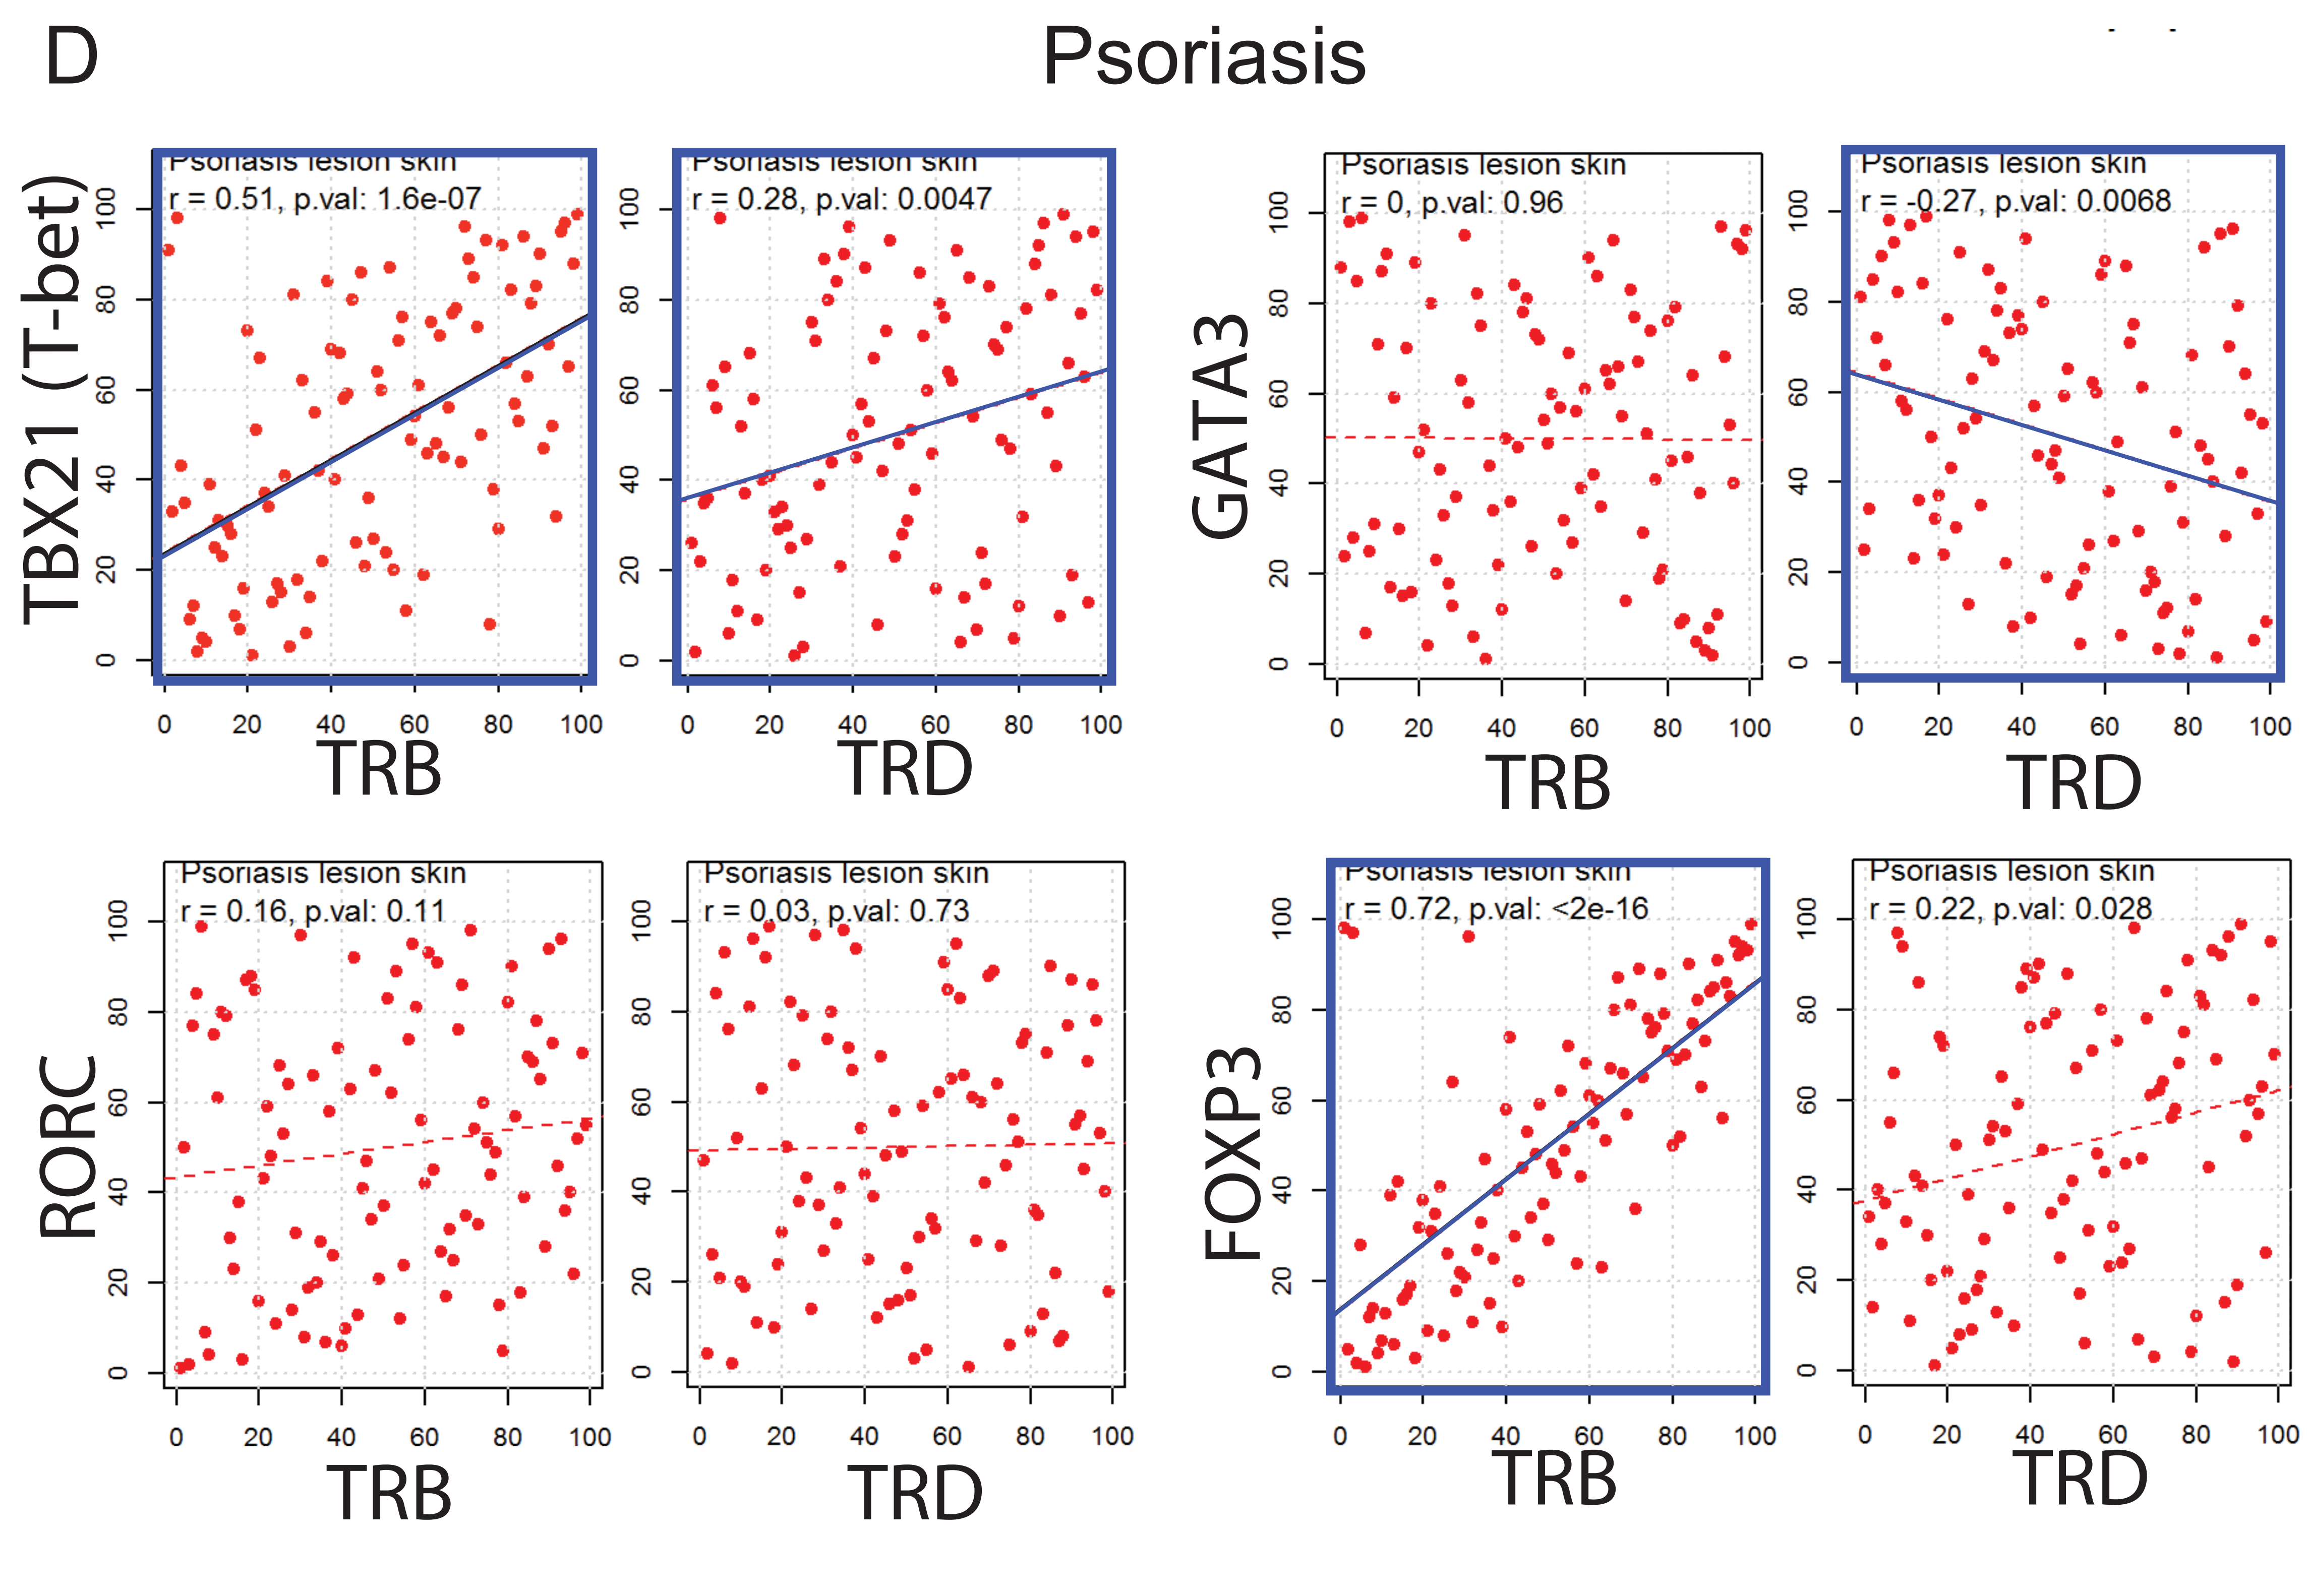 D
Psoriasis
TBX21 (T-bet)
Psoriasis lesion skin
r = 0.51, p.val: 1.6e-07
0 20 40 60 80 100
0 20 40 60 80 100
TRB
Psoriasis lesion skin
r = 0.28, p.val: 0.0047
0 20 40 60 80 100
0 20 40 60 80 100
TRD
GATA3
Psoriasis lesion skin
r = 0, p.val: 0.96
0 20 40 60 80 100
0 20 40 60 80 100
TRB
Psoriasis lesion skin
r = -0.27, p.val: 0.0068
0 20 40 60 80 100
0 20 40 60 80 100
TRD
RORC
Psoriasis lesion skin
r = 0.16, p.val: 0.11
0 20 40 60 80 100
0 20 40 60 80 100
TRB
Psoriasis lesion skin
r = 0.03, p.val: 0.73
0 20 40 60 80 100
0 20 40 60 80 100
TRD
FOXP3
Psoriasis lesion skin
r = 0.72, p.val: <2e-16
0 20 40 60 80 100
0 20 40 60 80 100
TRB
Psoriasis lesion skin
r = 0.22, p.val: 0.028
0 20 40 60 80 100
0 20 40 60 80 100
TRD